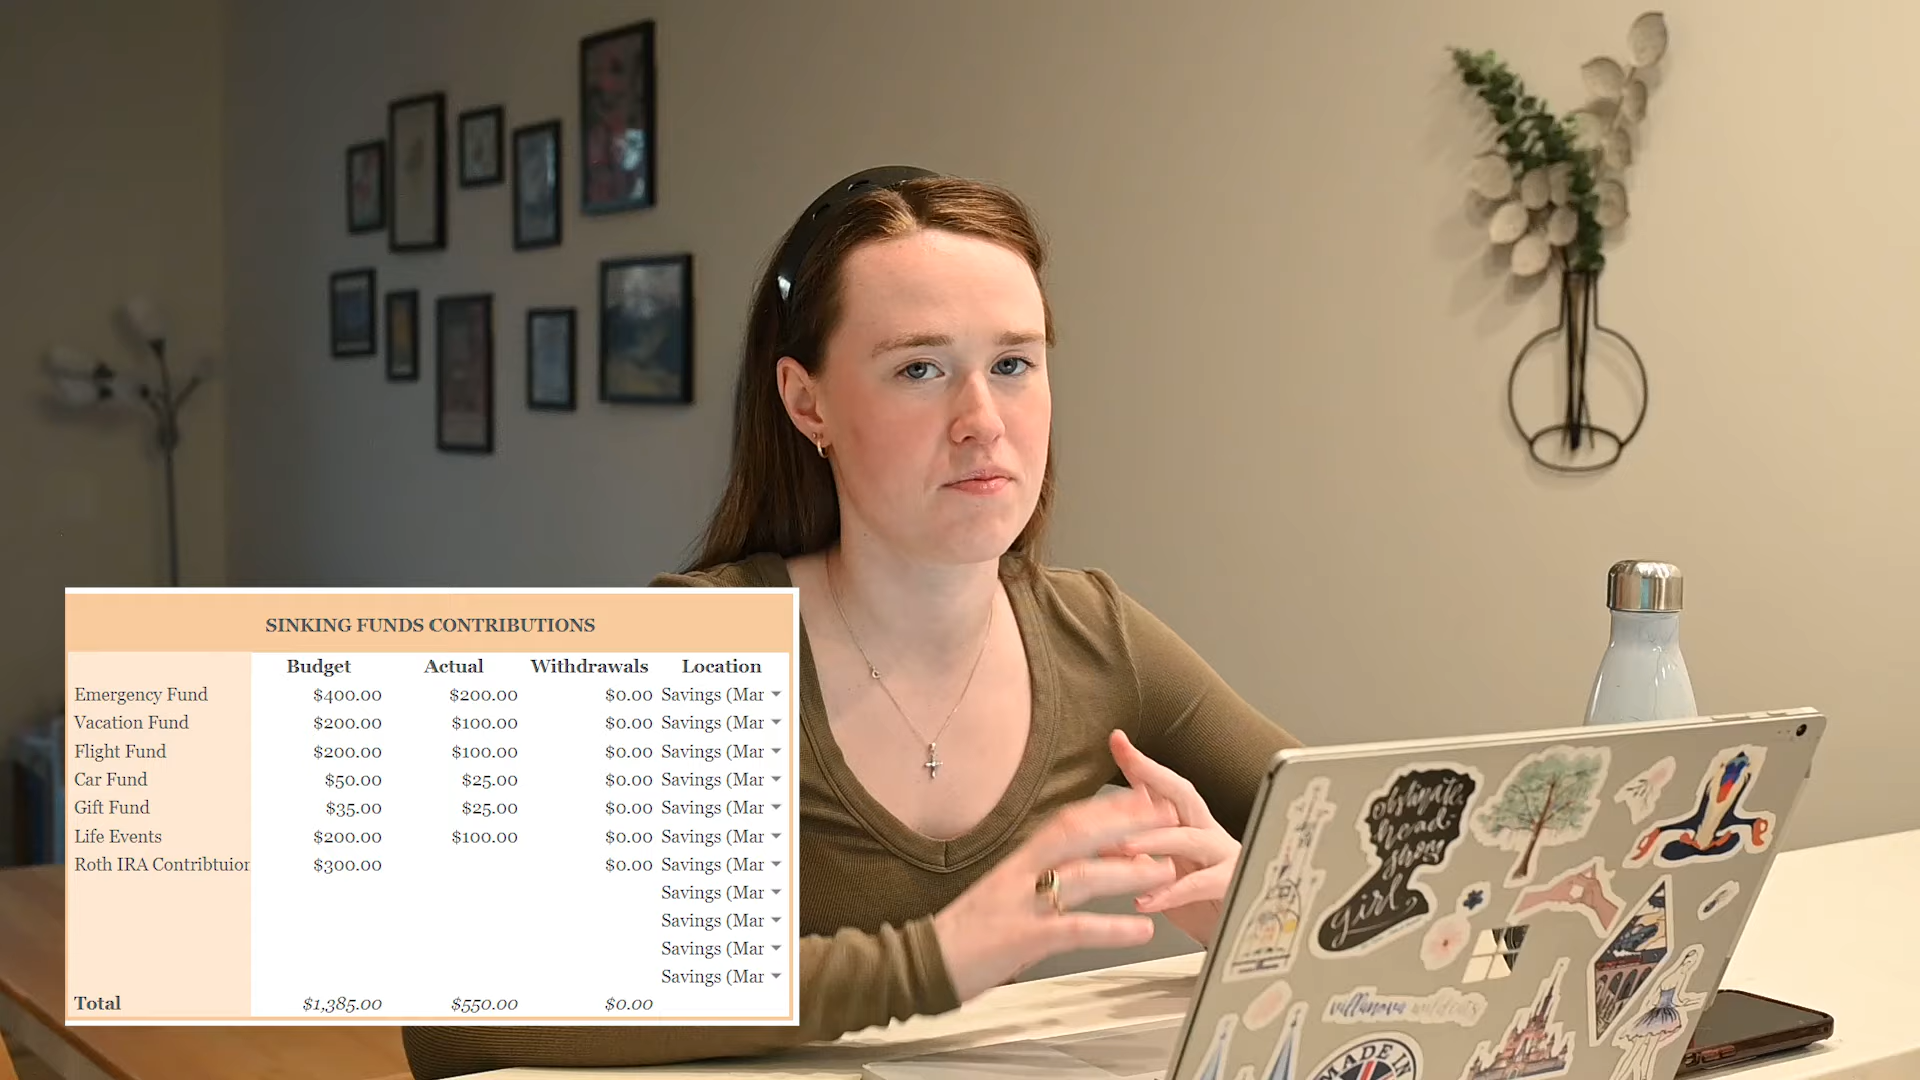 SINKING FUNDS CONTRIBUTIONS
Budget Actual Withdrawals Location
Emergency Fund $400.00 $200.00 $0.00 Savings (Mar
Vacation Fund $200.00 $100.00 $0.00 Savings (Mar
Flight Fund $200.00 $100.00 $0.00 Savings (Mar
Car Fund $50.00 $25.00 $0.00 Savings (Mar
Gift Fund $35.00 $25.00 $0.00 Savings (Mar
Life Events $200.00 $100.00 $0.00 Savings (Mar
Roth IRA Contribtuior $300.00 $0.00 Savings (Mar
Savings (Mar
Savings (Mar
Savings (Mar
Savings (Mar
Total $1,385.00 $550.00 $0.00
obstinate
head-
strong
girl
villanova wildcats
MADE IN